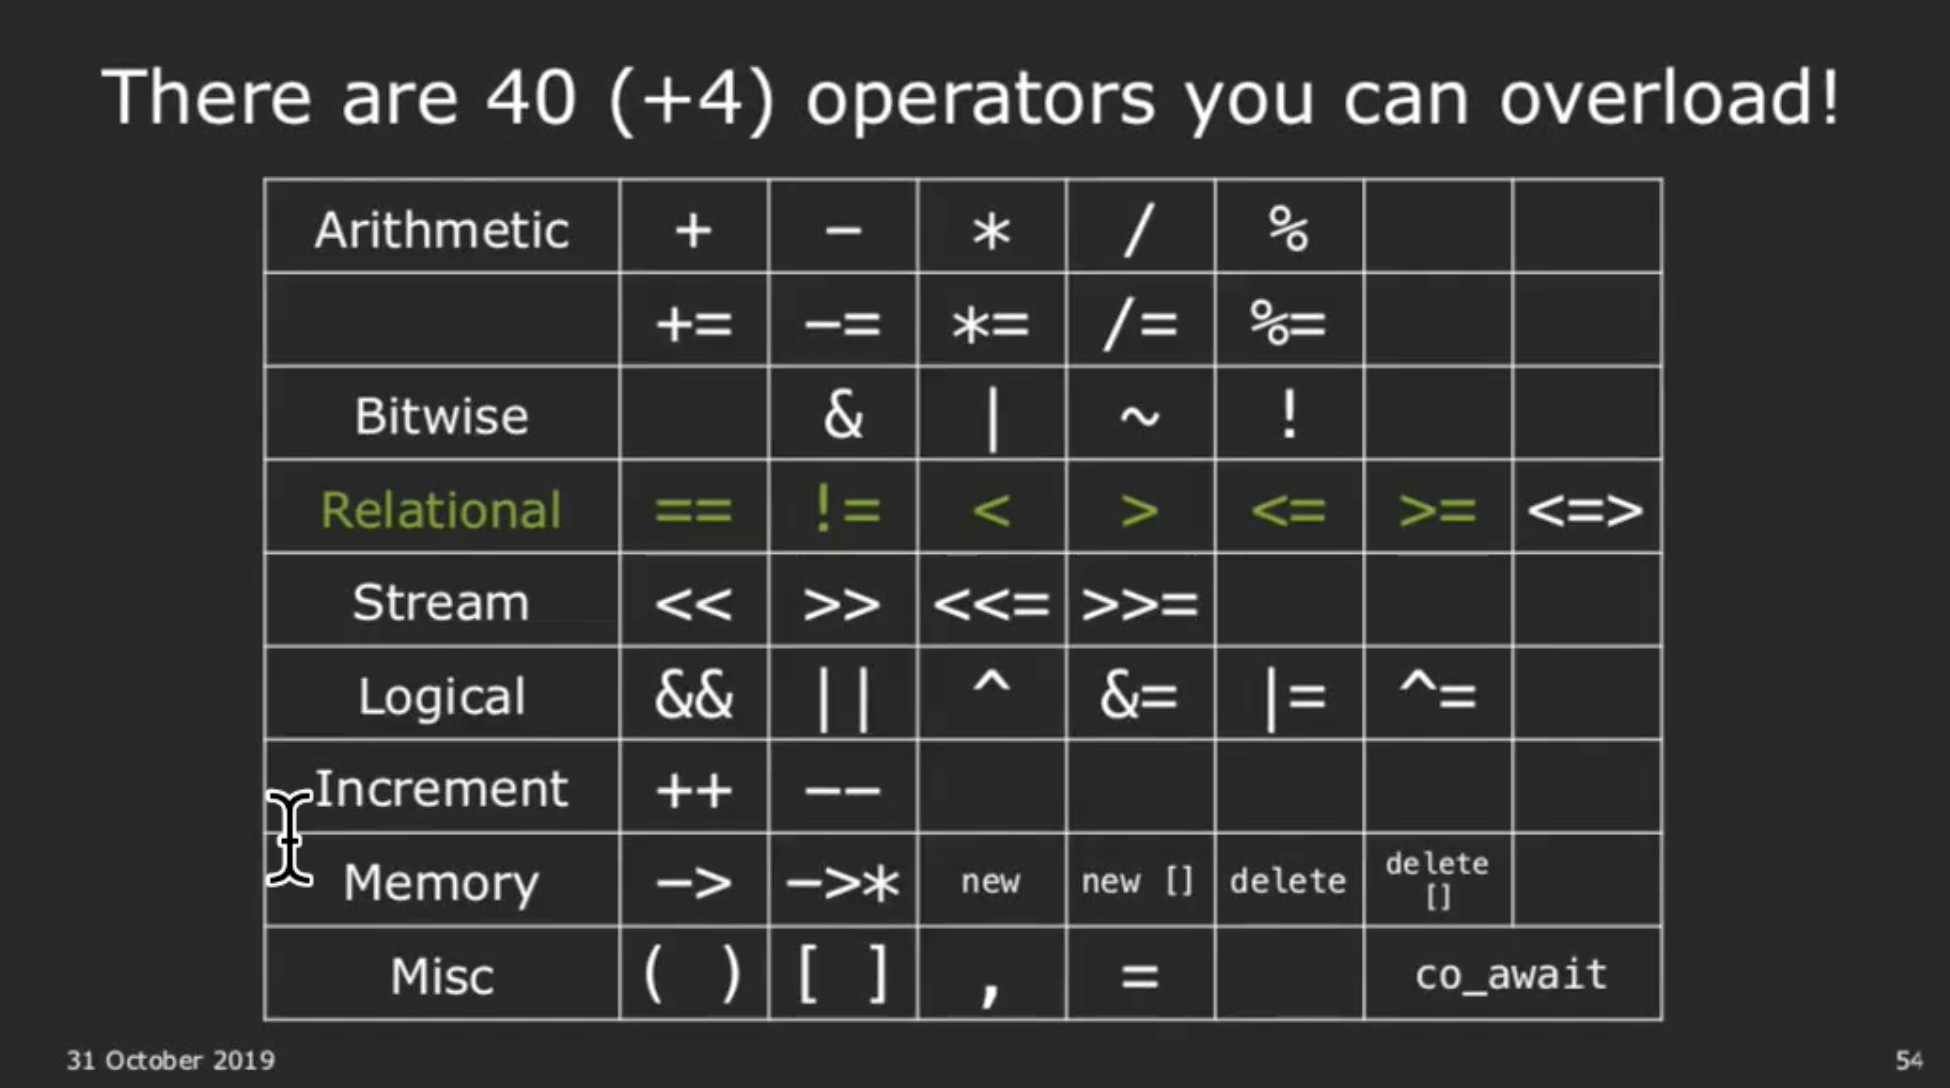 There are 40 (+4) operators you can overload!
Arithmetic + − * / %
+= −= *= /= %=
Bitwise & | ~ !
Relational == != < > <= >= <=>
Stream << >> <<= >>=
Logical && || ^ &= |= ^=
Increment ++ −−
Memory −> −>* new new [] delete delete []
Misc ( ) [ ] , = co_await
31 October 2019 54